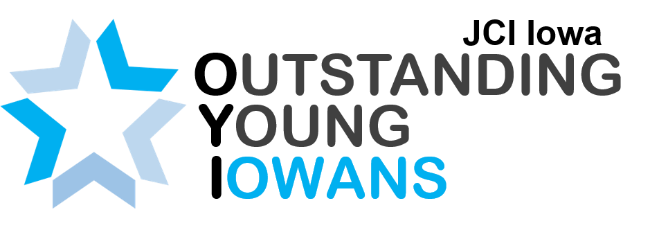 JCI Iowa
OUTSTANDING
YOUNG
IOWANS